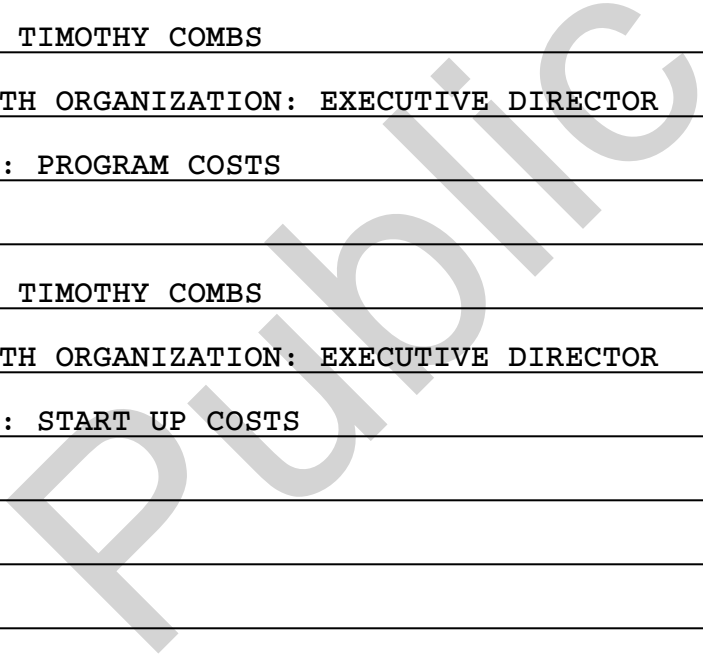 TIMOTHY COMBS
TH ORGANIZATION: EXECUTIVE DIRECTOR
: PROGRAM COSTS
TIMOTHY COMBS
TH ORGANIZATION: EXECUTIVE DIRECTOR
: START UP COSTS
Public